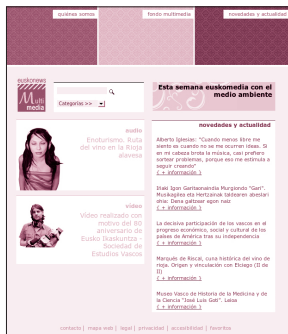 quiénes somos
fondo multimedia
novedades y actualidad
euskonews
Multi
media
Categorías >>
Esta semana euskomedia con el
medio ambiente
audio
Enoturismo. Ruta
del vino en la Rioja
alavesa
video
Vídeo realizado con
motivo del 80
aniversario de
Eusko Ikaskuntza -
Sociedad de
Estudios Vascos
novedades y actualidad
Alberto Iglesias: "Cuando menos libre me
siento es cuando no se me ocurren ideas. Si
en mi cabeza brota la música, casi prefiero
sortear problemas, porque eso me estimula a
seguir creando"
( + información )
Iñaki Igon Garitaonaindia Murgiondo "Gari".
Musikagilea eta Hertzainak taldearen abeslari
ohia: Dena galtzear egon naiz
( + información )
La decisiva participación de los vascos en el
progreso económico, social y cultural de los
países de América tras su independencia
( + información )
Marqués de Riscal, cuna histórica del vino de
rioja. Origen y vinculación con Elciego (II de
II)
( + información )
Museo Vasco de Historia de la Medicina y de
la Ciencia "José Luis Goti". Leioa
( + información )
contacto | mapa web | legal | privacidad | accesibilidad | favoritos